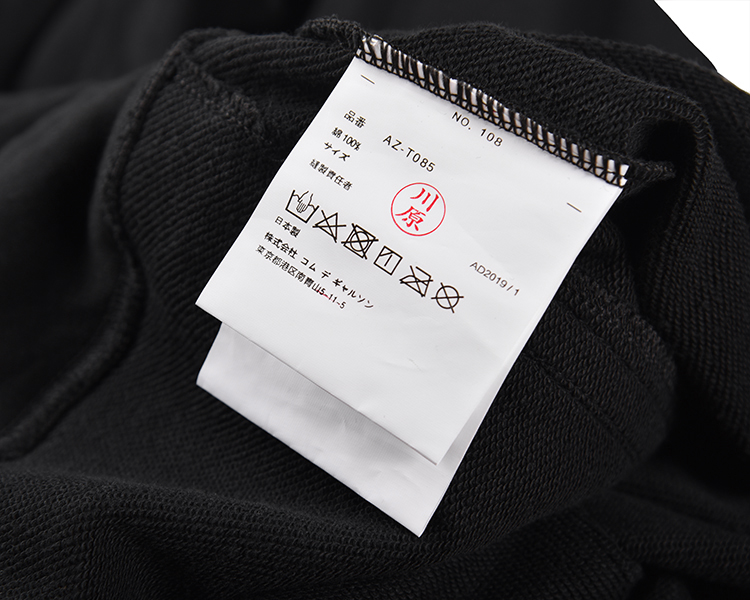 NO. 108
品番 AZ-T085
綿100%
サイズ
縫製責任者
川原
日本製
株式会社 コム デ ギャルソン
東京都港区南青山5-11-5
AD2019/1